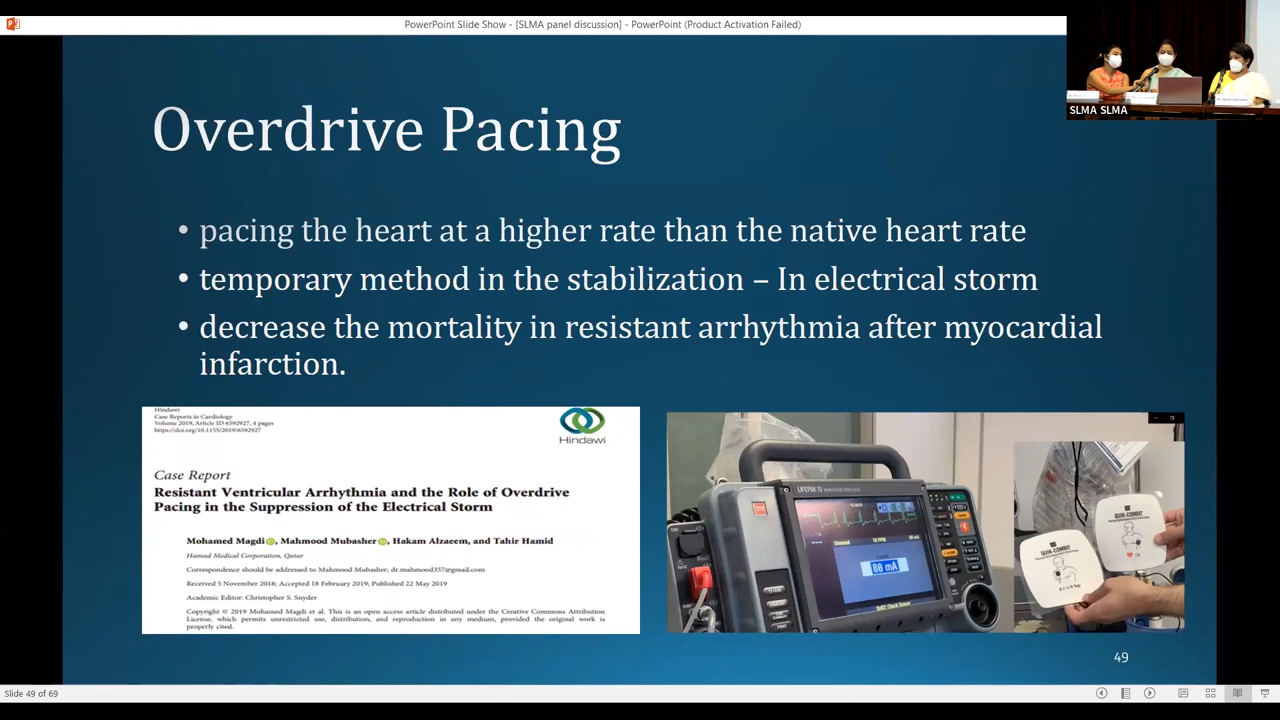 PowerPoint Slide Show - [SLMA panel discussion] - PowerPoint (Product Activation Failed)
SLMA SLMA
Overdrive Pacing
• pacing the heart at a higher rate than the native heart rate
• temporary method in the stabilization – In electrical storm
• decrease the mortality in resistant arrhythmia after myocardial
infarction.
Hindawi
Case Reports in Cardiology
Volume 2019, Article ID 6592927, 4 pages
https://doi.org/10.1155/2019/6592927
Hindawi
Case Report
Resistant Ventricular Arrhythmia and the Role of Overdrive
Pacing in the Suppression of the Electrical Storm
Mohamed Magdi, Mahmood Mubasher, Hakam Alzaeem, and Tahir Hamid
Hamad Medical Corporation, Qatar
Correspondence should be addressed to Mahmood Mubasher; dr.mahmood357@gmail.com
Received 5 November 2018; Accepted 18 February 2019; Published 22 May 2019
Academic Editor: Christopher S. Snyder
Copyright © 2019 Mohamed Magdi et al. This is an open access article distributed under the Creative Commons Attribution
License, which permits unrestricted use, distribution, and reproduction in any medium, provided the original work is
properly cited.
LIFEPAK 15
80 mA
QUIK-COMBO
QUIK-COMBO
49
Slide 49 of 69